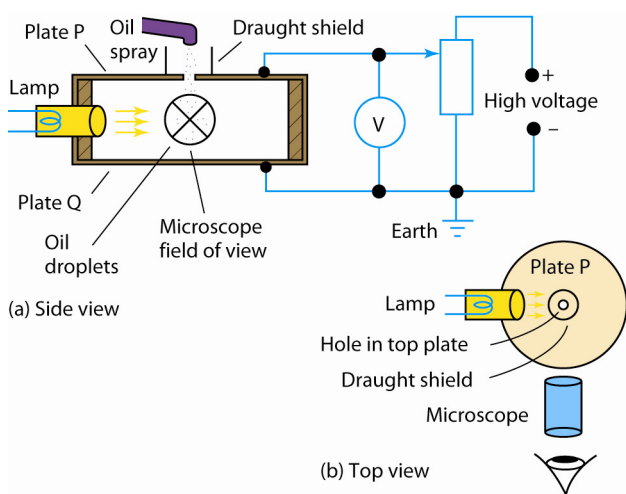 Plate P
Oil
spray
Draught shield
Lamp
+
High voltage
V
–
Plate Q
Oil
droplets
Microscope
field of view
Earth
(a) Side view
Plate P
Lamp
Hole in top plate
Draught shield
Microscope
(b) Top view